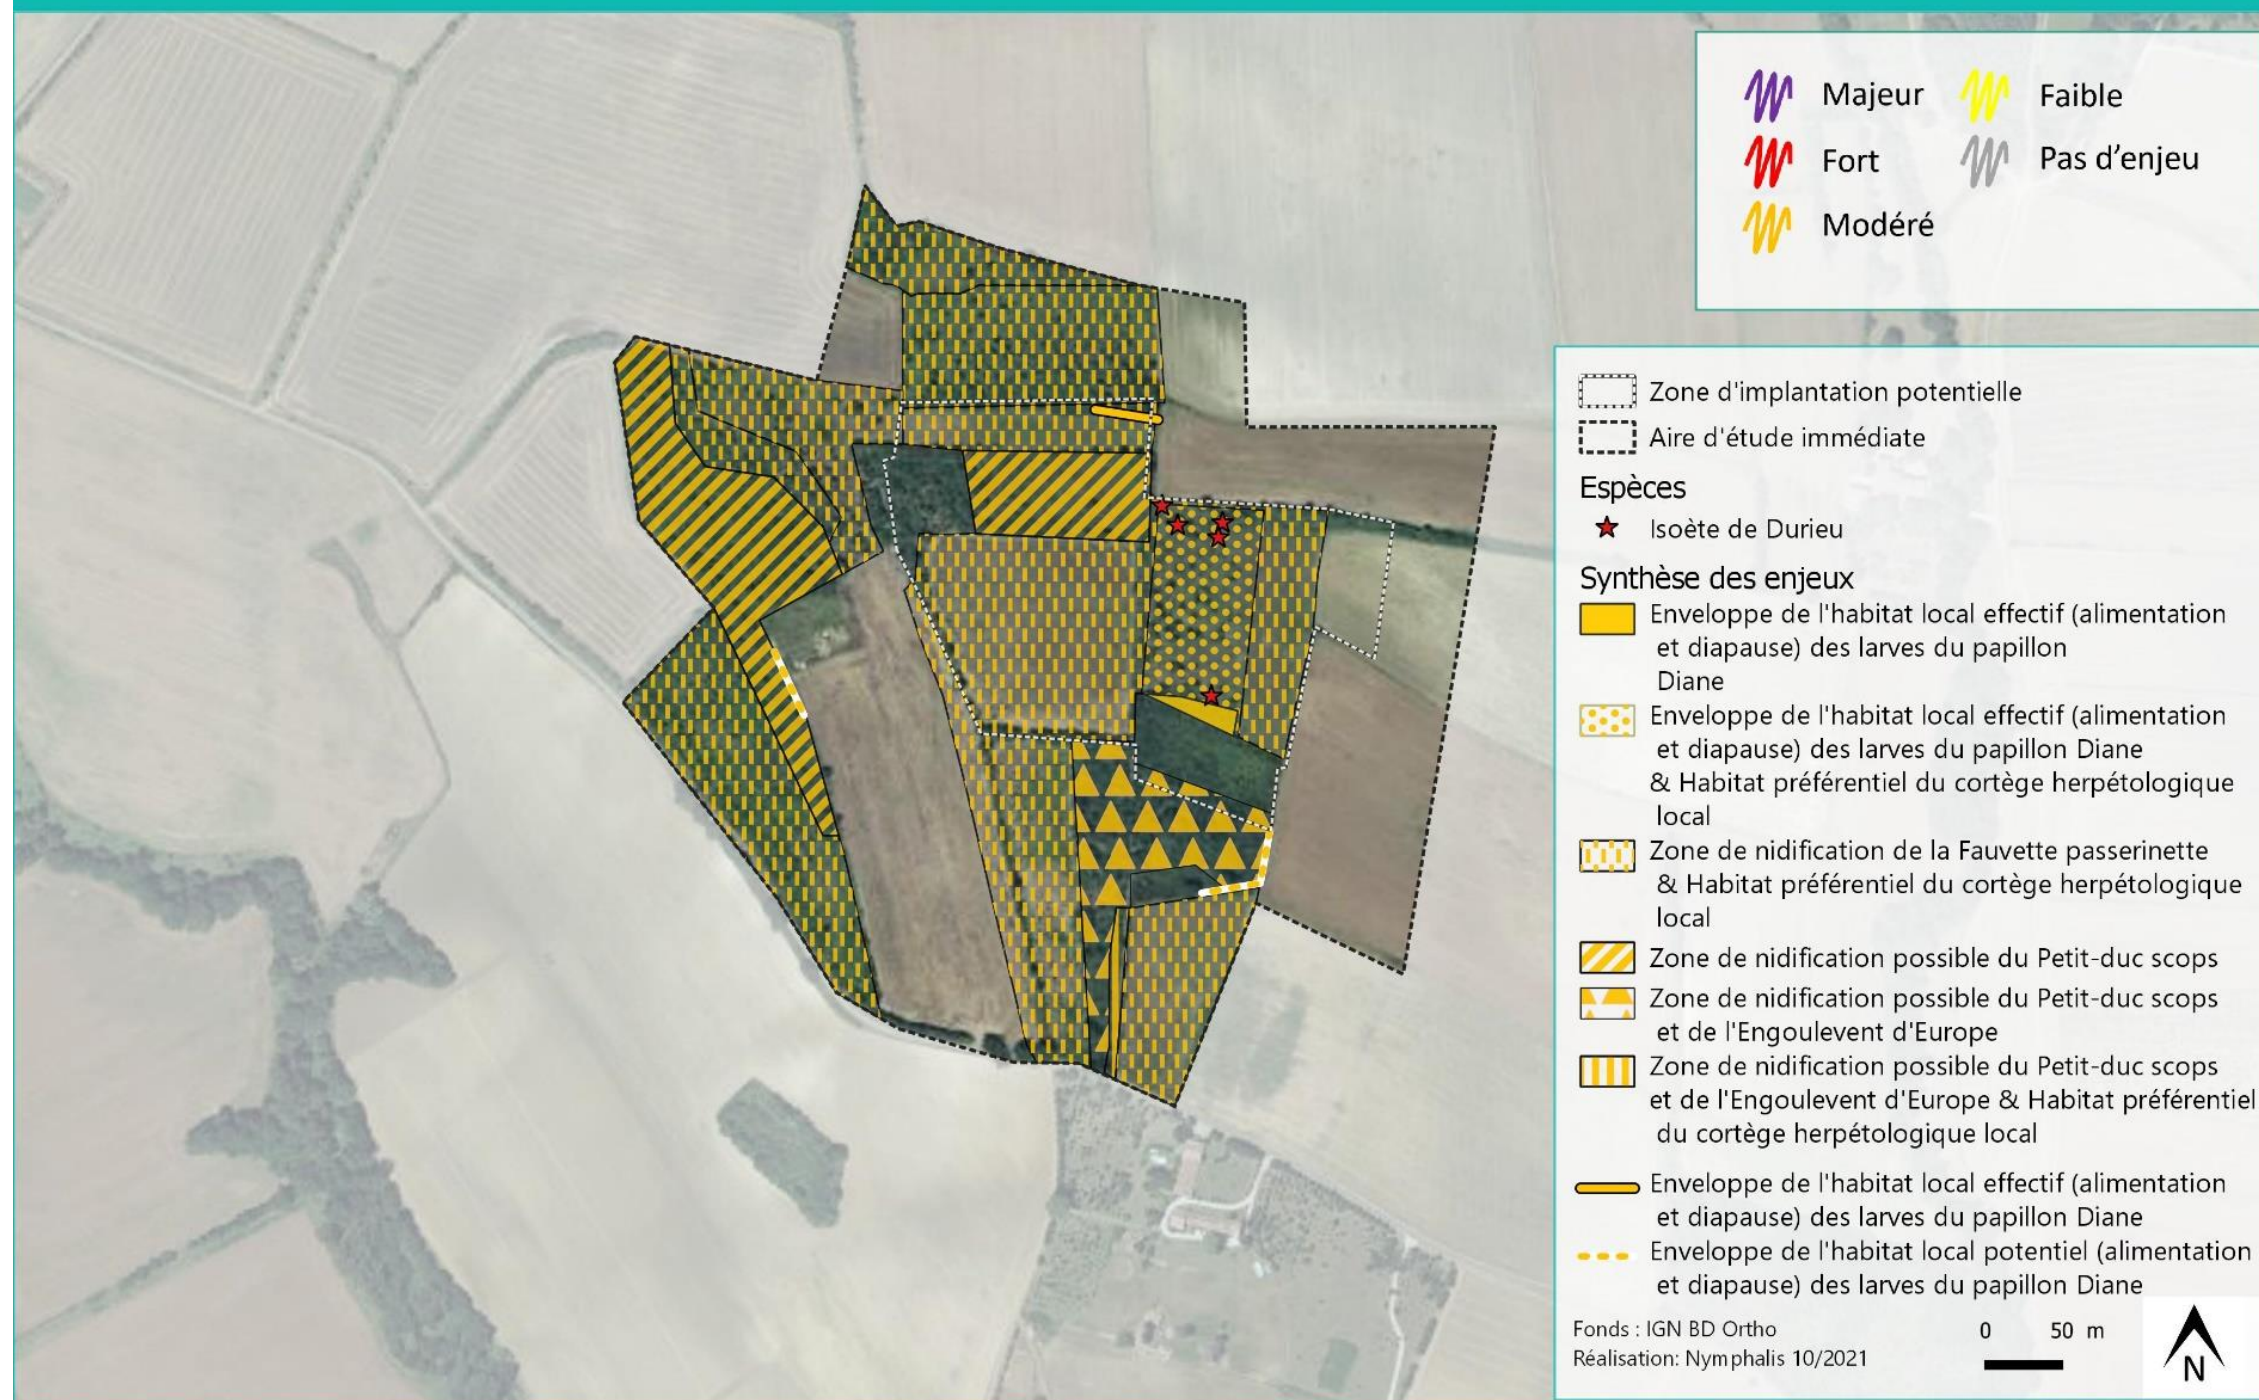 Majeur
Faible
Fort
Pas d'enjeu
Modéré
Zone d'implantation potentielle
Aire d'étude immédiate
Espèces
Isoète de Durieu
Synthèse des enjeux
Enveloppe de l'habitat local effectif (alimentation
et diapause) des larves du papillon
Diane
Enveloppe de l'habitat local effectif (alimentation
et diapause) des larves du papillon Diane
& Habitat préférentiel du cortège herpétologique
local
Zone de nidification de la Fauvette passerinette
& Habitat préférentiel du cortège herpétologique
local
Zone de nidification possible du Petit-duc scops
Zone de nidification possible du Petit-duc scops
et de l'Engoulevent d'Europe
Zone de nidification possible du Petit-duc scops
et de l'Engoulevent d'Europe & Habitat préférentiel
du cortège herpétologique local
Enveloppe de l'habitat local effectif (alimentation
et diapause) des larves du papillon Diane
Enveloppe de l'habitat local potentiel (alimentation
et diapause) des larves du papillon Diane
Fonds : IGN BD Ortho
Réalisation: Nymphalis 10/2021
0 50 m
N